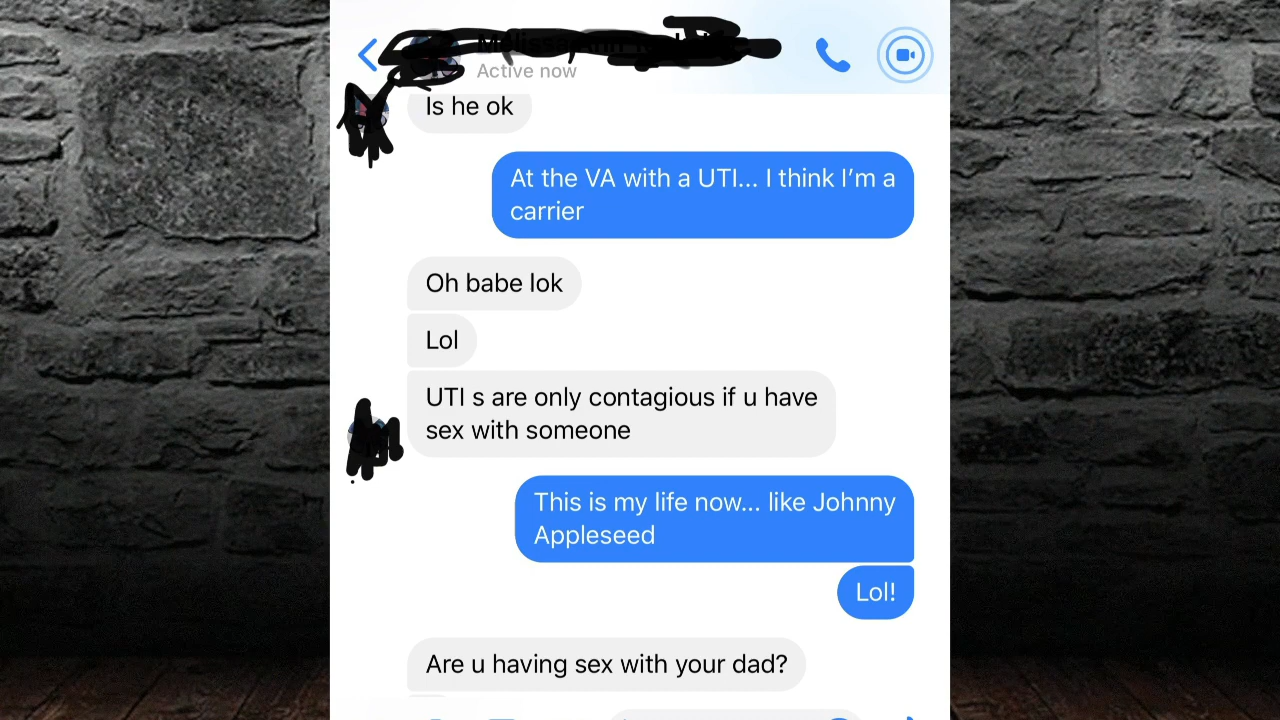 Active now
Is he ok
At the VA with a UTI... I think I'm a
carrier
Oh babe lok
Lol
UTI s are only contagious if u have
sex with someone
This is my life now... like Johnny
Appleseed
Lol!
Are u having sex with your dad?